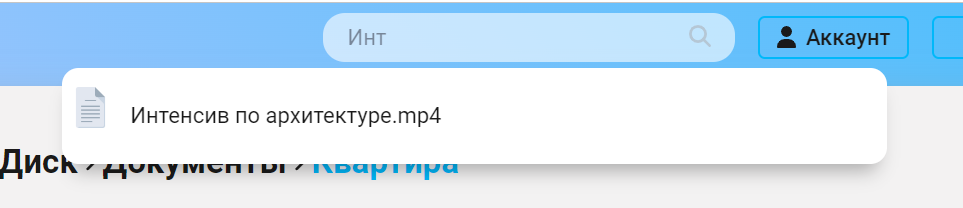 Инт
Аккаунт
Интенсив по архитектуре.mp4
Диск › Документы › Квартира